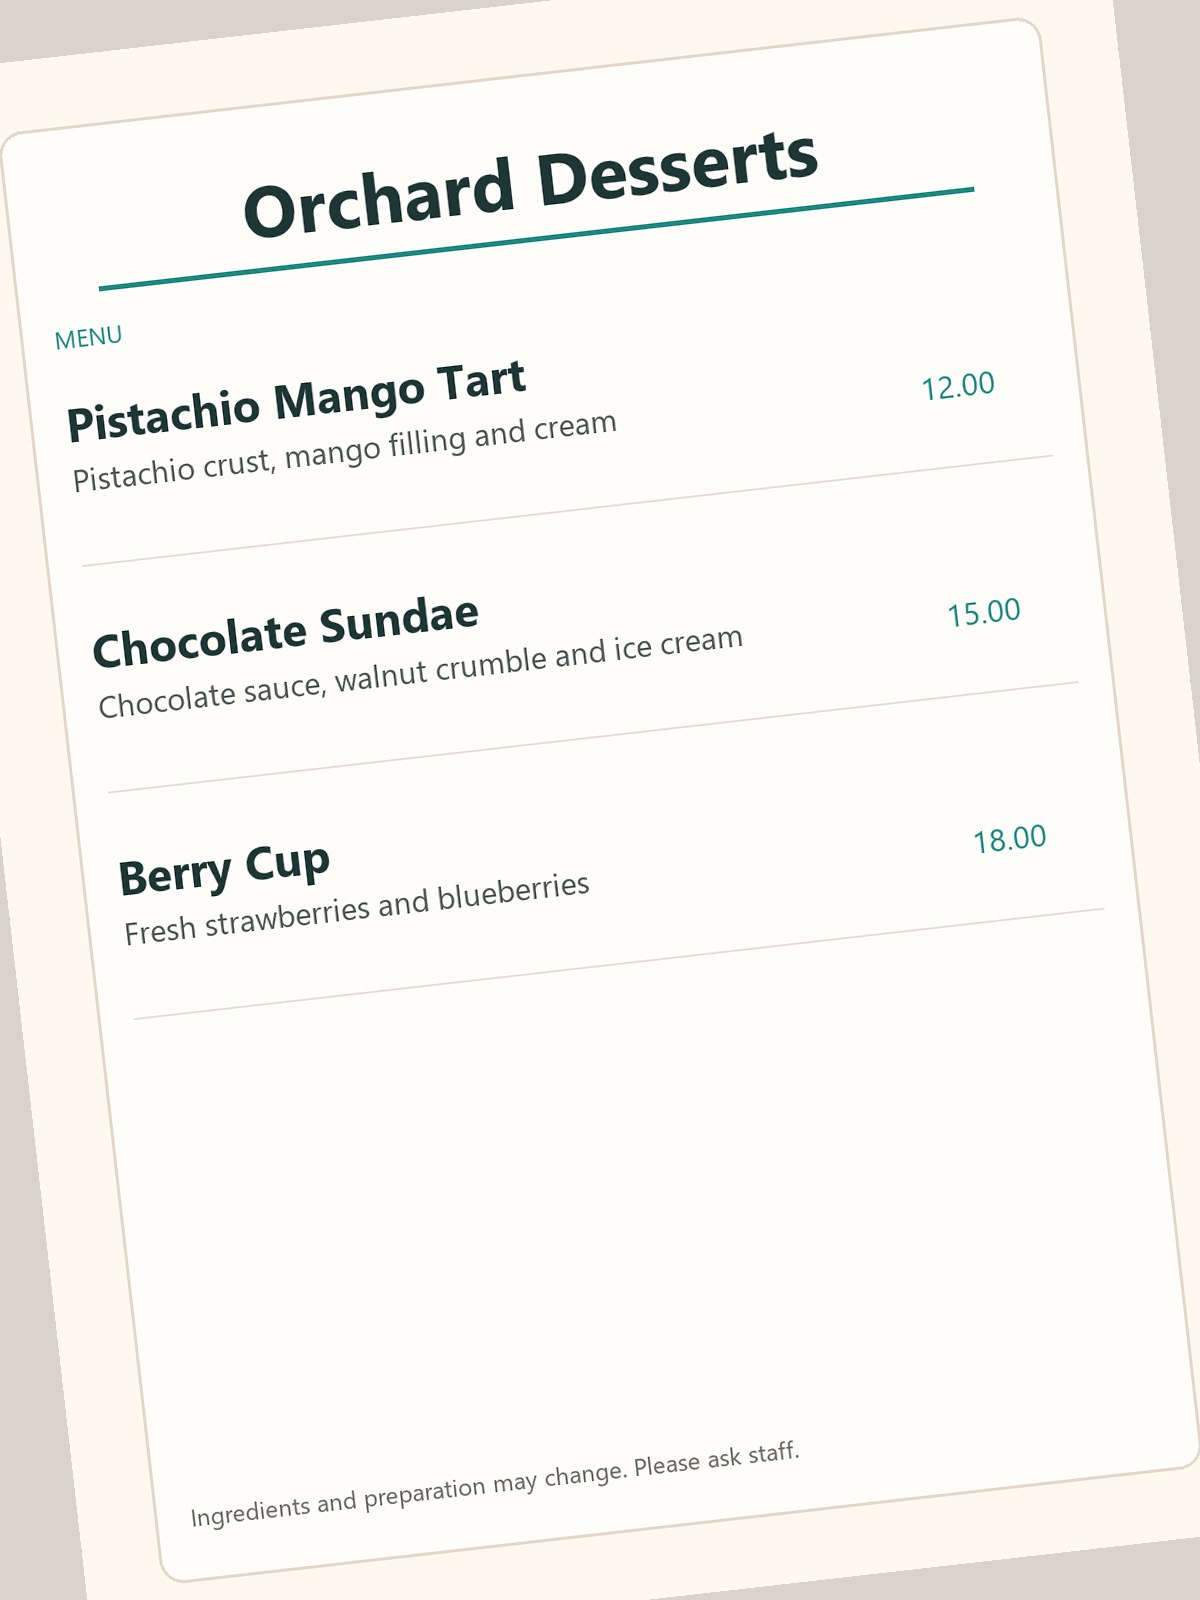 Orchard Desserts
MENU
Pistachio Mango Tart
12.00
Pistachio crust, mango filling and cream
Chocolate Sundae
15.00
Chocolate sauce, walnut crumble and ice cream
Berry Cup
18.00
Fresh strawberries and blueberries
Ingredients and preparation may change. Please ask staff.